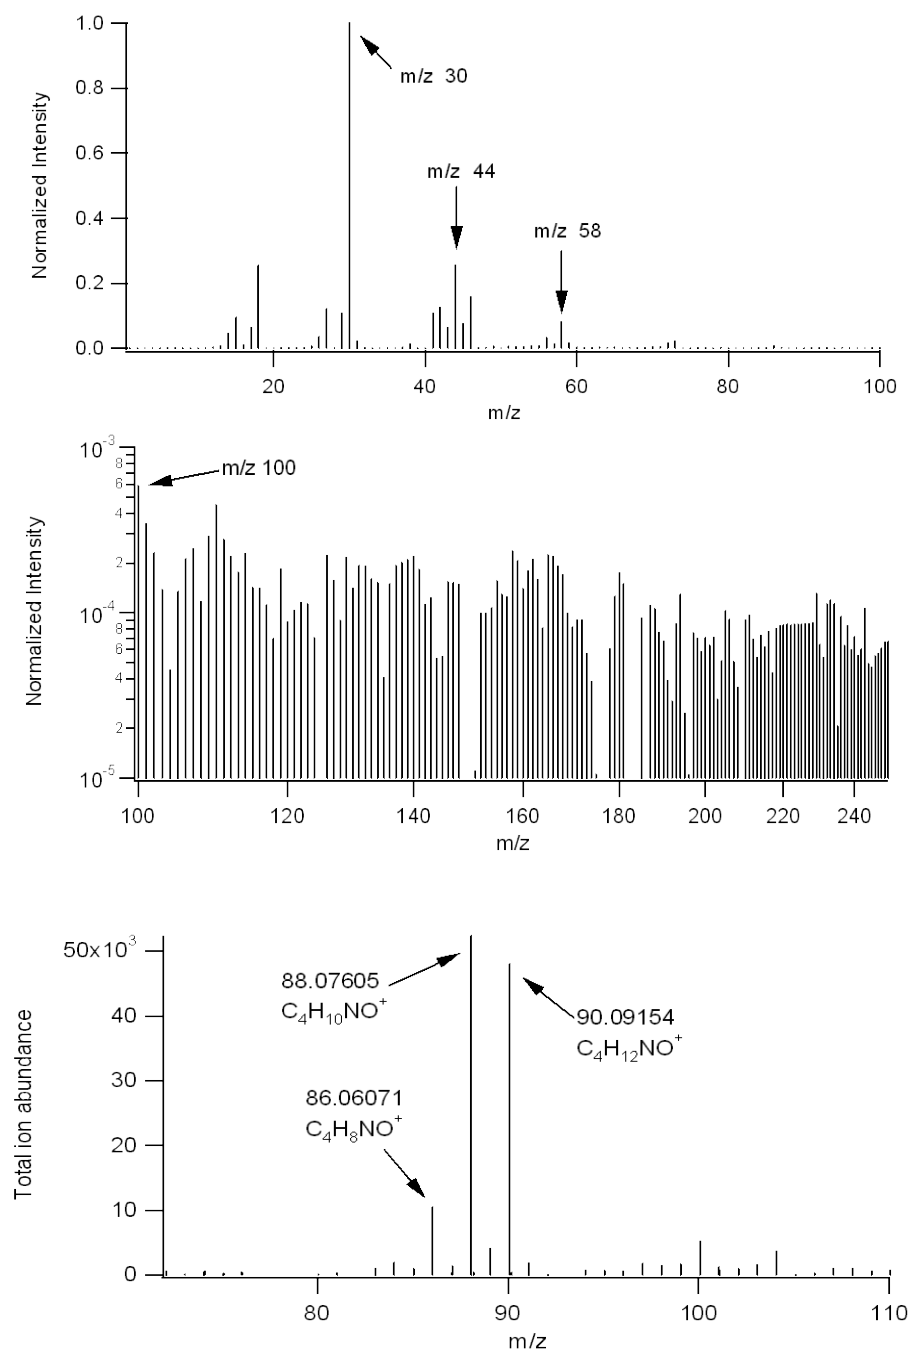 1.0
m/z 30
0.8
0.6
m/z 44
0.4
m/z 58
0.2
0.0
Normalized Intensity
20 40 60 80 100
m/z
10⁻³
8
6
m/z 100
4
2
10⁻⁴
8
6
4
2
10⁻⁵
Normalized Intensity
100 120 140 160 180 200 220 240
m/z
50x10³
88.07605
C₄H₁₀NO⁺
90.09154
C₄H₁₂NO⁺
40
30
86.06071
C₄H₈NO⁺
20
10
0
Total ion abundance
80 90 100 110
m/z